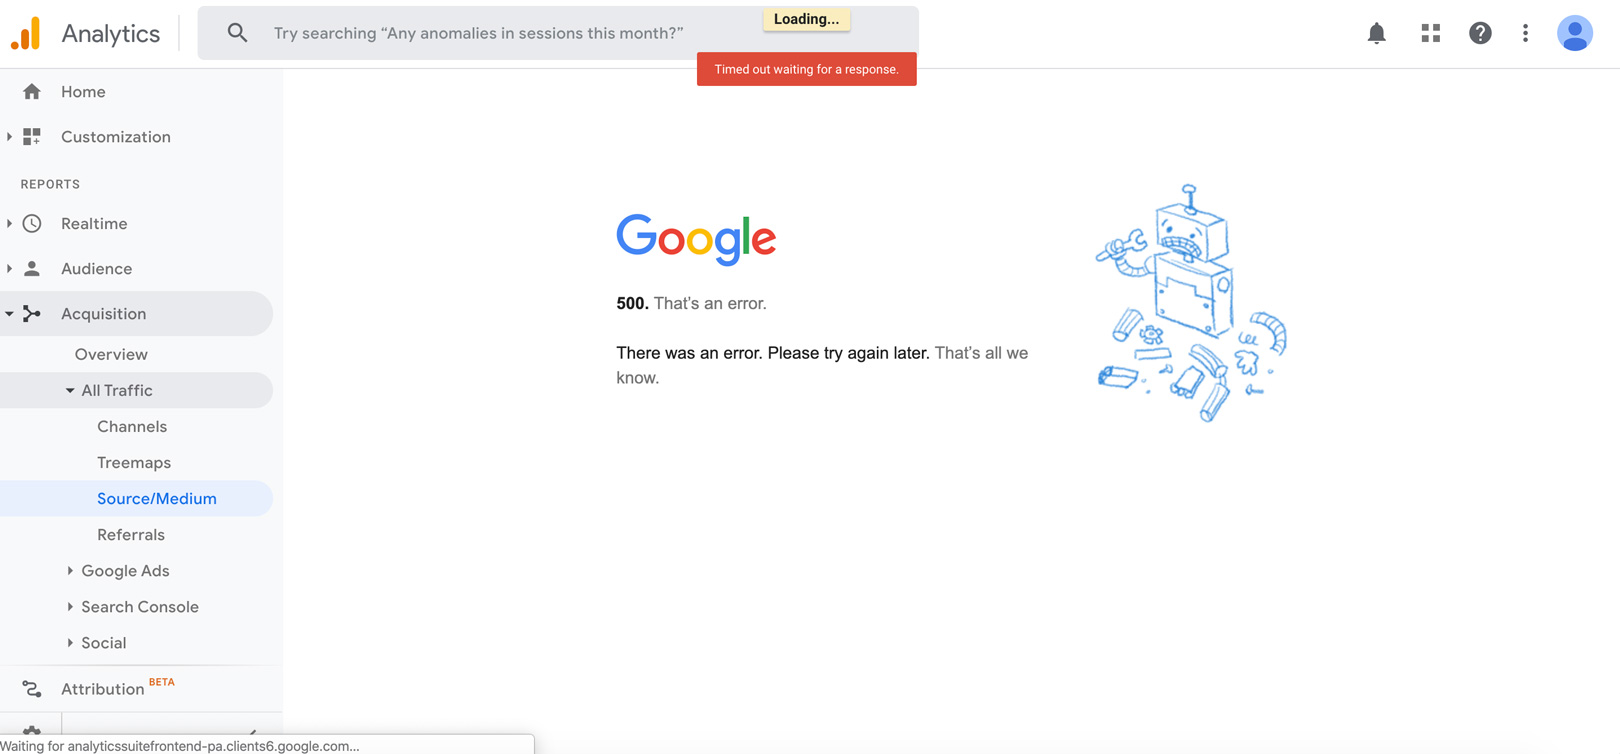 Analytics
Try searching “Any anomalies in sessions this month?”
Loading...
Timed out waiting for a response.
Home
Customization
REPORTS
Realtime
Audience
Acquisition
Overview
All Traffic
Channels
Treemaps
Source/Medium
Referrals
Google Ads
Search Console
Social
Attribution BETA
Waiting for analyticssuitefrontend-pa.clients6.google.com...
Google
500. That's an error.
There was an error. Please try again later. That's all we
know.